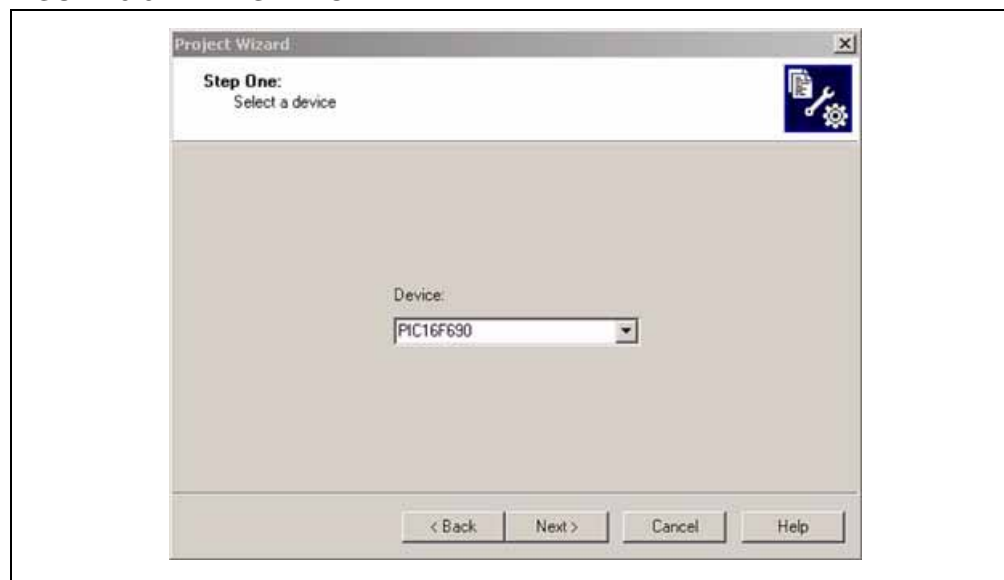 Project Wizard
Step One:
Select a device
Device:
PIC16F690
< Back Next > Cancel Help